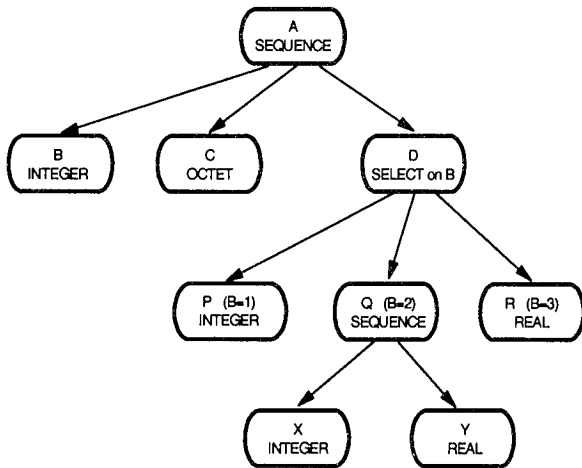 A
SEQUENCE
B
INTEGER
C
OCTET
D
SELECT on B
P (B=1)
INTEGER
Q (B=2)
SEQUENCE
R (B=3)
REAL
X
INTEGER
Y
REAL